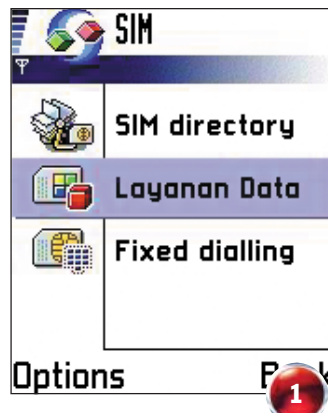 SIM
SIM directory
Layanan Data
Fixed dialling
Options
1